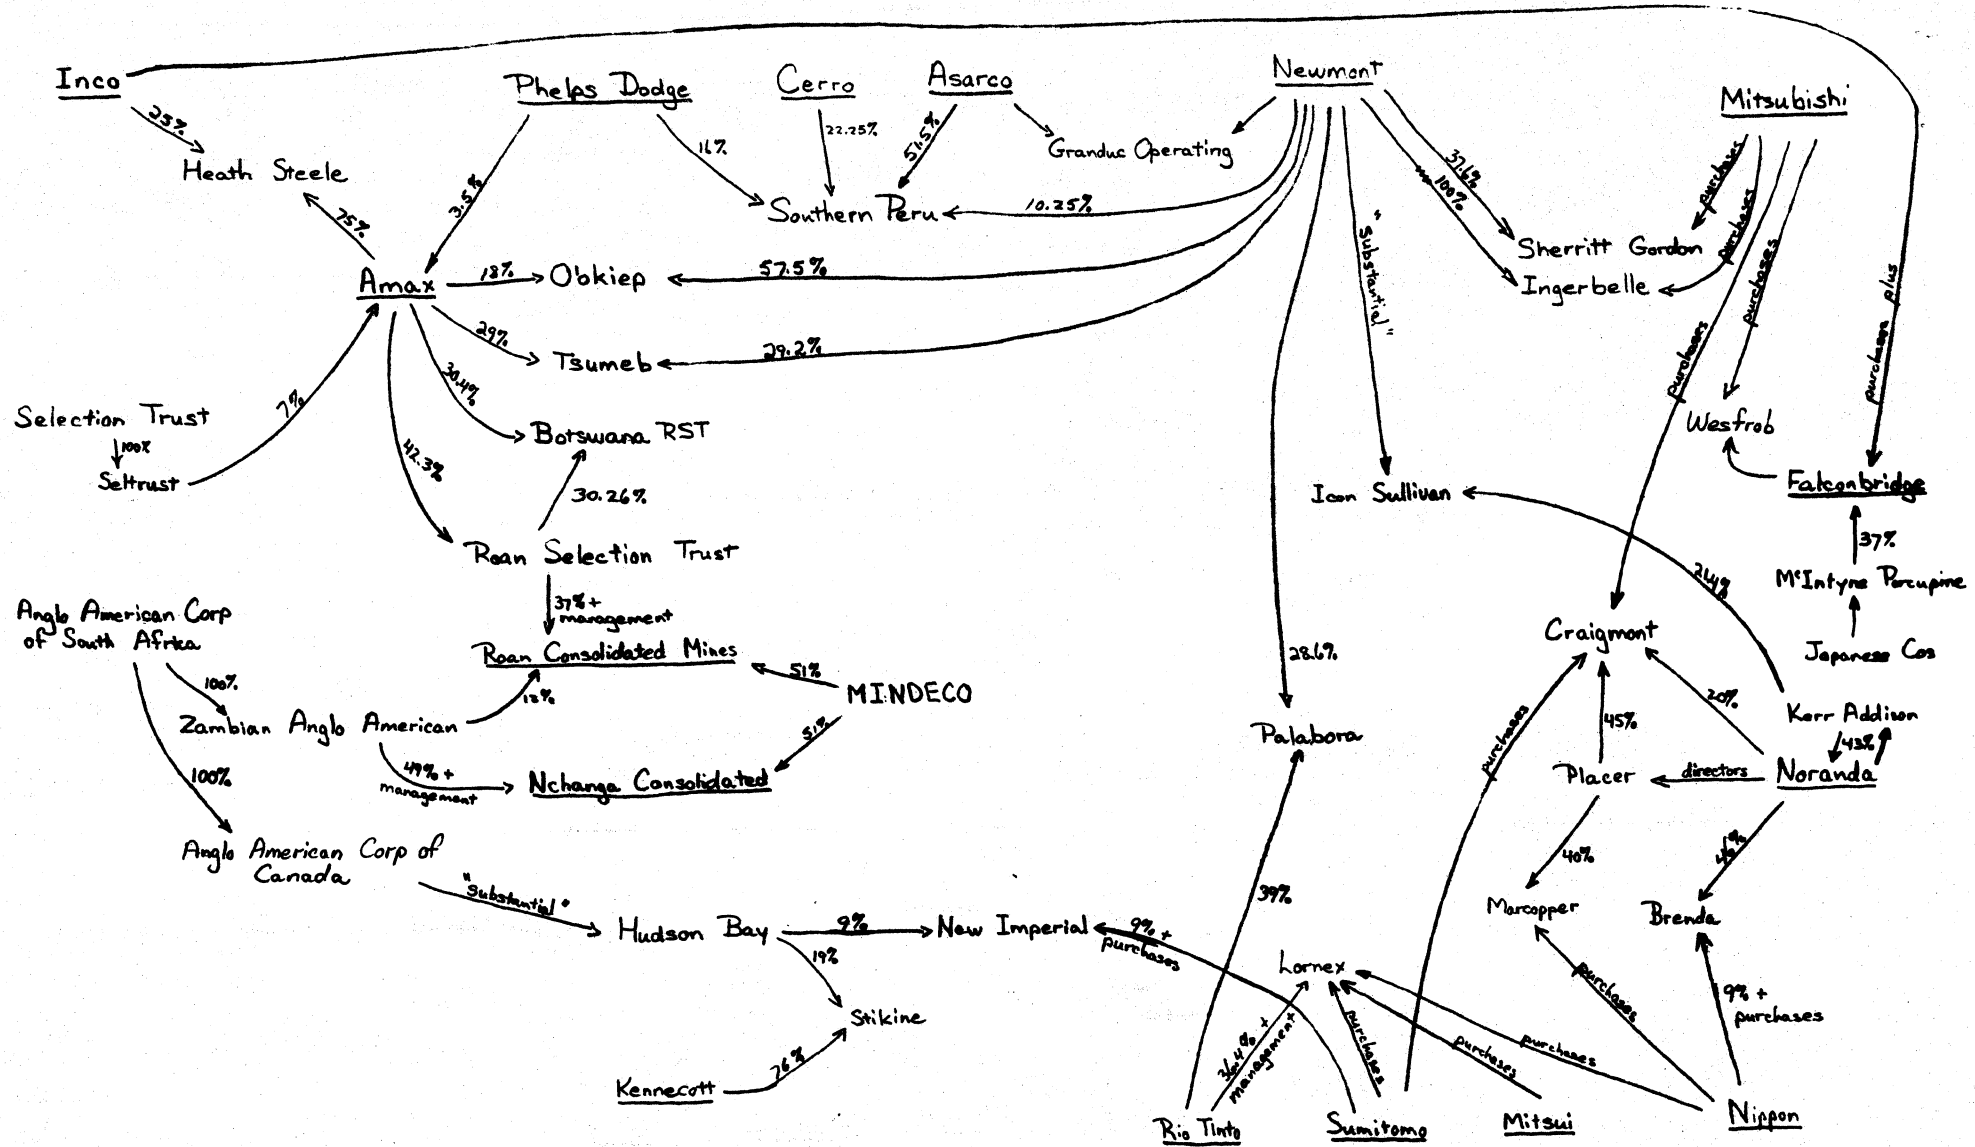 Inco
Phelps Dodge
Cerro
Asarco
Newmont
Mitsubishi
25%
16%
22.25%
51.5%
Granduc Operating
37.6%
100%
purchases
Heath Steele
75%
3.5%
Southern Peru
10.25%
"substantial"
Sherritt Gordon
purchases
Ingerbelle
purchases
purchases
purchases plus
Amax
18%
Obkiep
57.5%
29%
Tsumeb
29.2%
30.4%
7%
Selection Trust
100%
Seltrust
42.3%
Botswana RST
30.26%
Westrob
Icon Sullivan
Falconbridge
37%
McIntyre Porcupine
Japanese Cos
Roan Selection Trust
37% +
management
Anglo American Corp
of South Africa
Roan Consolidated Mines
51%
MINDECO
100%
12%
Zambian Anglo American
51%
49% +
management
Nchanga Consolidated
100%
24%
Craigmont
28.6%
20%
Kerr Addison
43%
45%
purchases
Palabora
Placer
directors
Noranda
Anglo American Corp of
Canada
"substantial"
40%
46%
39%
Marcopper
Brenda
Hudson Bay
9%
New Imperial
9% +
purchases
19%
Lornex
purchases
9% +
purchases
Stikine
36.4% +
management
purchases
purchases
purchases
76%
Kennecott
Rio Tinto
Sumitomo
Mitsui
Nippon